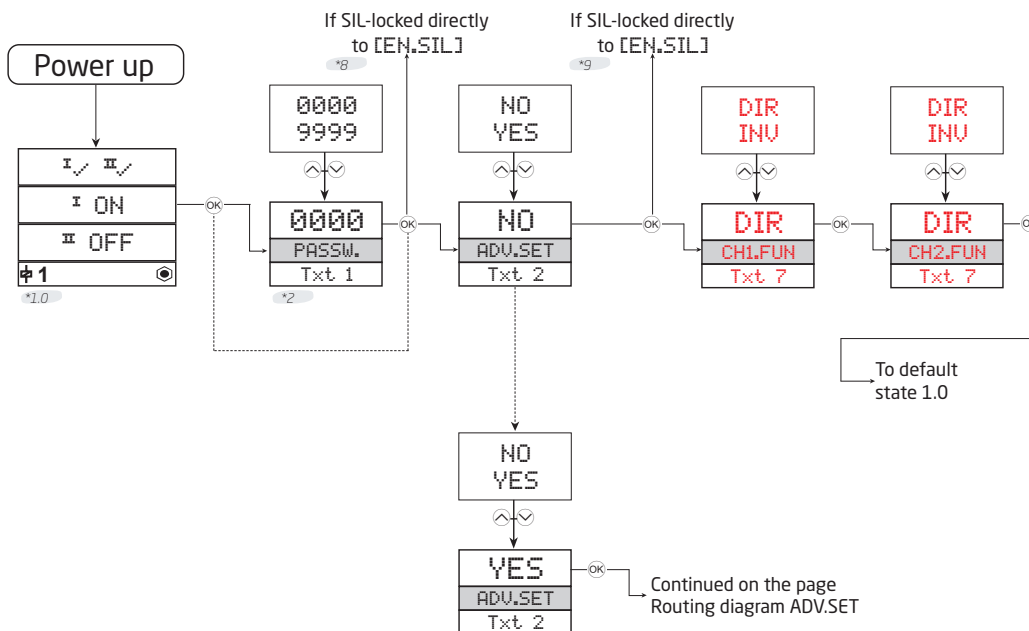 If SIL-locked directly
to [EN.SIL]
*8
If SIL-locked directly
to [EN.SIL]
*9
Power up
0000
9999
NO
YES
DIR
INV
DIR
INV
I✓ II✓
I ON
II OFF
1
*1.0
OK
0000
PASSW.
Txt 1
*2
OK
NO
ADV.SET
Txt 2
OK
DIR
CH1.FUN
Txt 7
OK
DIR
CH2.FUN
Txt 7
To default
state 1.0
NO
YES
YES
ADV.SET
Txt 2
OK
Continued on the page
Routing diagram ADV.SET